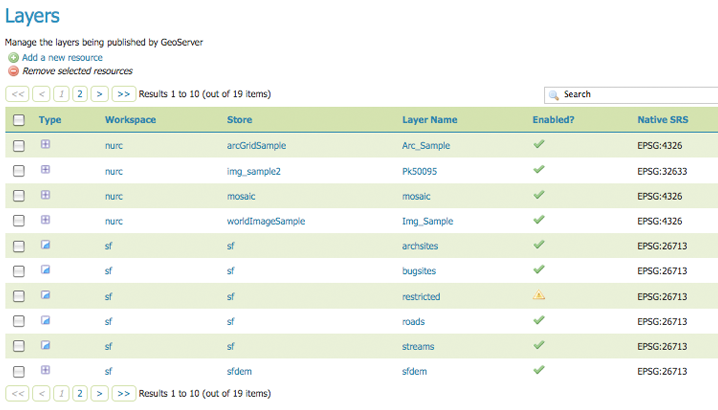 Layers
Manage the layers being published by GeoServer
Add a new resource
Remove selected resources
<< < 1 2 > >> Results 1 to 10 (out of 19 items) Search
Type Workspace Store Layer Name Enabled? Native SRS
nurc arcGridSample Arc_Sample EPSG:4326
nurc img_sample2 Pk50095 EPSG:32633
nurc mosaic mosaic EPSG:4326
nurc worldImageSample Img_Sample EPSG:4326
sf sf archsites EPSG:26713
sf sf bugsites EPSG:26713
sf sf restricted EPSG:26713
sf sf roads EPSG:26713
sf sf streams EPSG:26713
sf sfdem sfdem EPSG:26713
<< < 1 2 > >> Results 1 to 10 (out of 19 items)